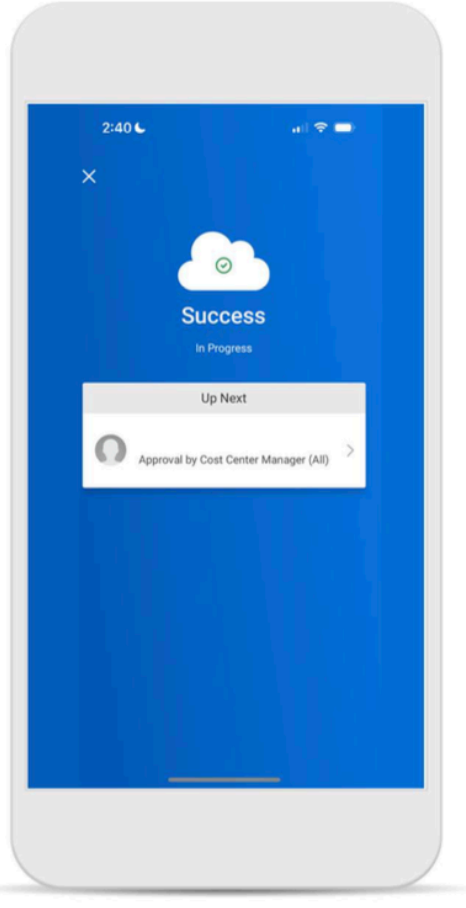 2:40
Success
In Progress
Up Next
Approval by Cost Center Manager (All)